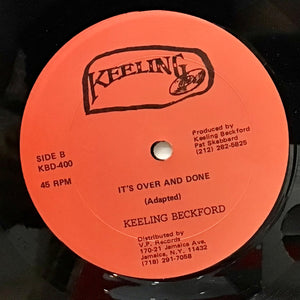 KEELING
Produced by
Keeling Beckford
Pat Skabbard
(212) 282-5825
SIDE B
KBD-400
45 RPM
IT'S OVER AND DONE
(Adapted)
KEELING BECKFORD
Distributed by
V.P. Records
170-21 Jamaica Ave,
Jamaica, N.Y. 11432
(718) 291-7058